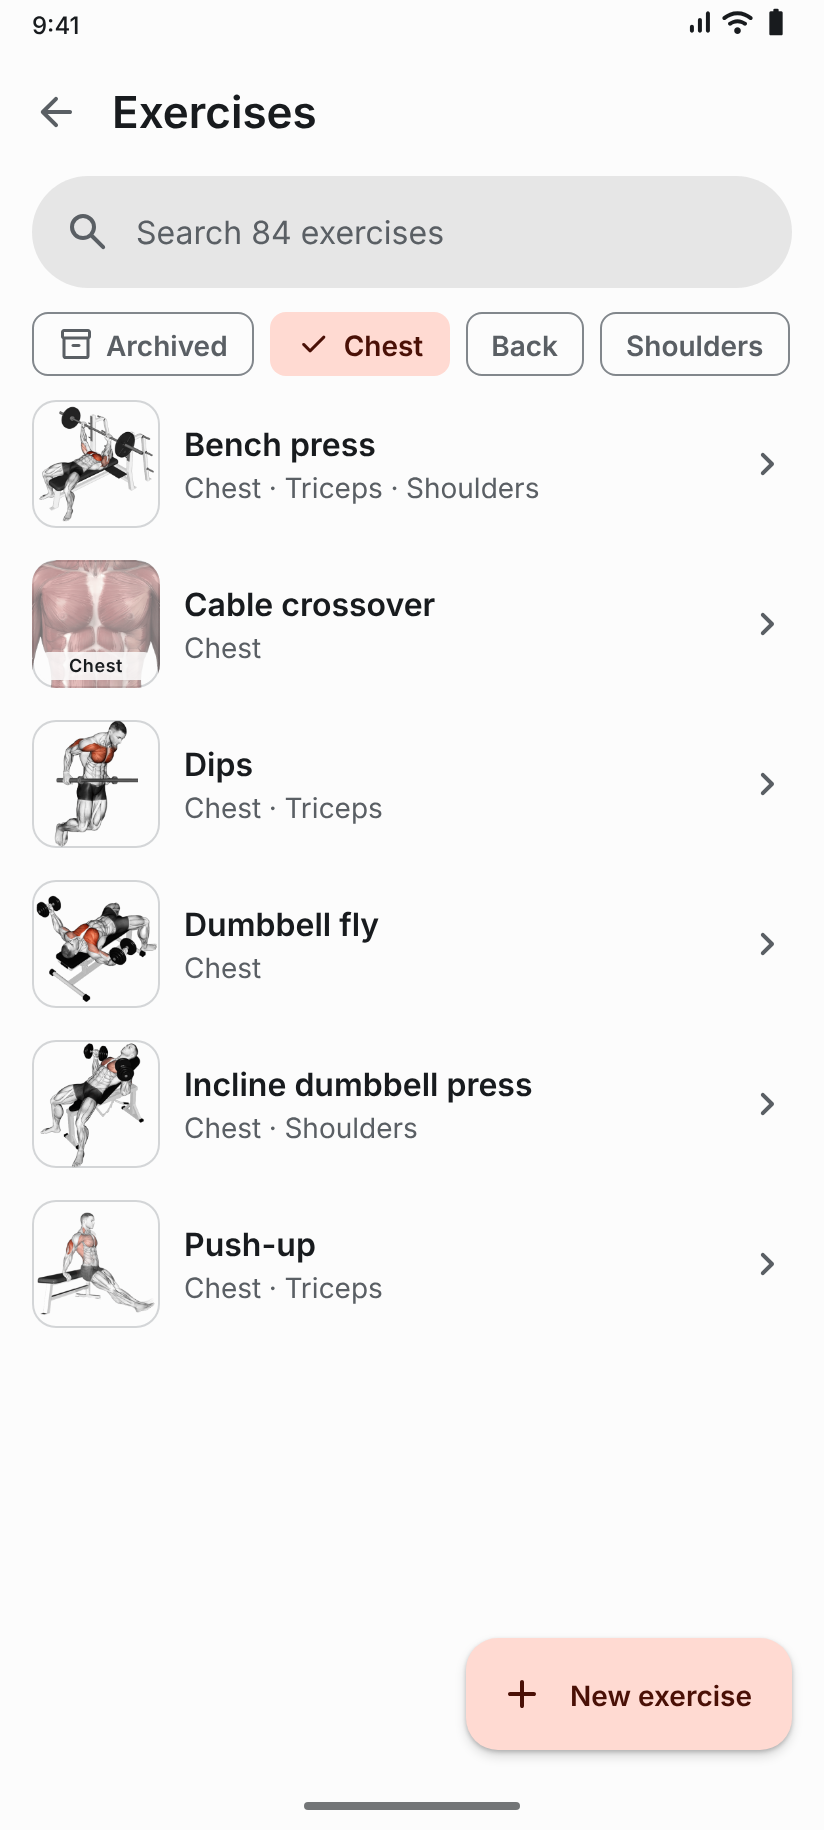 9:41
Exercises
Search 84 exercises
Archived
Chest
Back
Shoulders
Bench press
Chest · Triceps · Shoulders
Chest
Cable crossover
Chest
Dips
Chest · Triceps
Dumbbell fly
Chest
Incline dumbbell press
Chest · Shoulders
Push-up
Chest · Triceps
New exercise